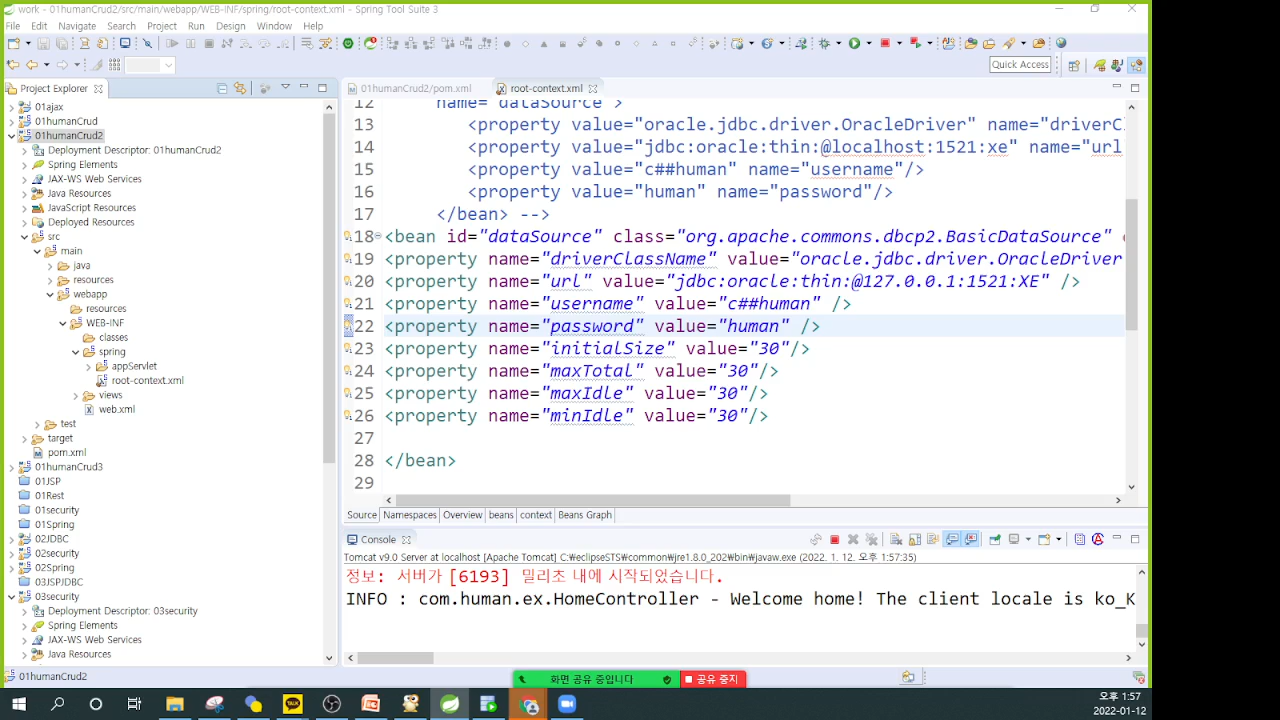 work - 01humanCrud2/src/main/webapp/WEB-INF/spring/root-context.xml - Spring Tool Suite 3
File Edit Navigate Search Project Run Design Window Help
Quick Access
Project Explorer
01ajax
01humanCrud
01humanCrud2
Deployment Descriptor: 01humanCrud2
Spring Elements
JAX-WS Web Services
Java Resources
JavaScript Resources
Deployed Resources
src
main
java
resources
webapp
resources
WEB-INF
classes
spring
appServlet
root-context.xml
views
web.xml
test
target
pom.xml
01humanCrud3
01JSP
01Rest
01security
01Spring
02JDBC
02security
02Spring
03JSPJDBC
03security
Deployment Descriptor: 03security
Spring Elements
JAX-WS Web Services
Java Resources
01humanCrud2/pom.xml root-context.xml
12 name="dataSource">
13 <property value="oracle.jdbc.driver.OracleDriver" name="driverCl
14 <property value="jdbc:oracle:thin:@localhost:1521:xe" name="url
15 <property value="c##human" name="username"/>
16 <property value="human" name="password"/>
17 </bean> -->
18 <bean id="dataSource" class="org.apache.commons.dbcp2.BasicDataSource"
19 <property name="driverClassName" value="oracle.jdbc.driver.OracleDriver
20 <property name="url" value="jdbc:oracle:thin:@127.0.0.1:1521:XE" />
21 <property name="username" value="c##human" />
22 <property name="password" value="human" />
23 <property name="initialSize" value="30"/>
24 <property name="maxTotal" value="30"/>
25 <property name="maxIdle" value="30"/>
26 <property name="minIdle" value="30"/>
27
28 </bean>
29
Source Namespaces Overview beans context Beans Graph
Console
Tomcat v9.0 Server at localhost [Apache Tomcat] C:₩eclipseSTS₩common₩jre1.8.0_202₩bin₩javaw.exe (2022. 1. 12. 오후 1:57:35)
정보: 서버가 [6193] 밀리초 내에 시작되었습니다.
INFO : com.human.ex.HomeController - Welcome home! The client locale is ko_K
01humanCrud2
화면 공유 중입니다 공유 중지
TALK
오후 1:57
2022-01-12